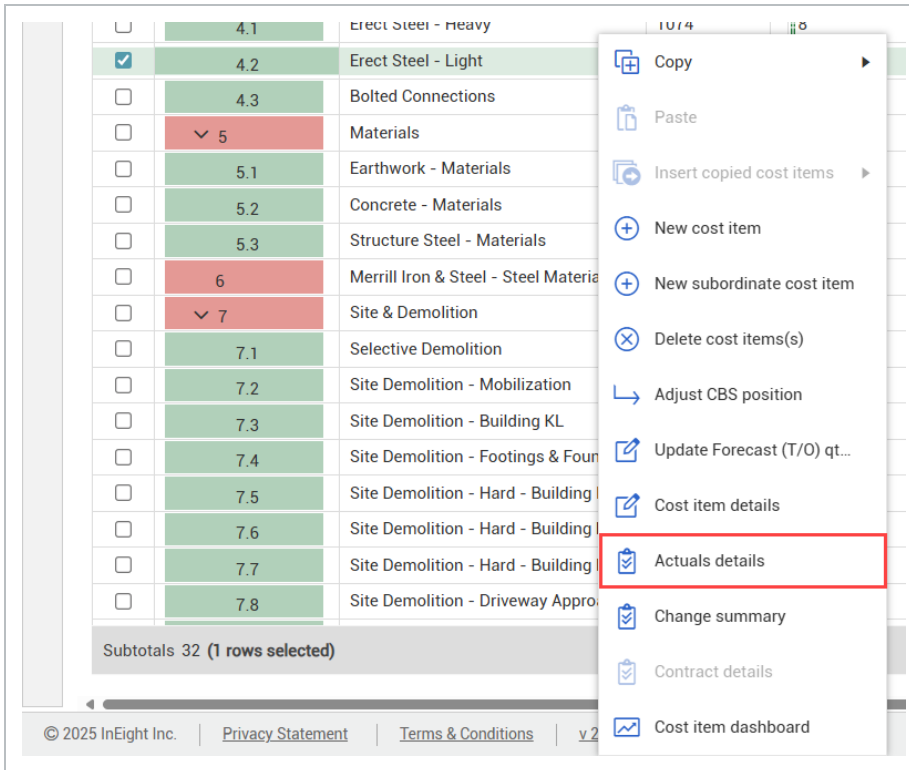 4.1 Erect Steel - Heavy 1074 8
4.2 Erect Steel - Light
4.3 Bolted Connections
5 Materials
5.1 Earthwork - Materials
5.2 Concrete - Materials
5.3 Structure Steel - Materials
6 Merrill Iron & Steel - Steel Materia
7 Site & Demolition
7.1 Selective Demolition
7.2 Site Demolition - Mobilization
7.3 Site Demolition - Building KL
7.4 Site Demolition - Footings & Foun
7.5 Site Demolition - Hard - Building
7.6 Site Demolition - Hard - Building
7.7 Site Demolition - Hard - Building
7.8 Site Demolition - Driveway Appro
Subtotals 32 (1 rows selected)
Copy
Paste
Insert copied cost items
New cost item
New subordinate cost item
Delete cost items(s)
Adjust CBS position
Update Forecast (T/O) qt...
Cost item details
Actuals details
Change summary
Contract details
Cost item dashboard
© 2025 InEight Inc. Privacy Statement Terms & Conditions v 2